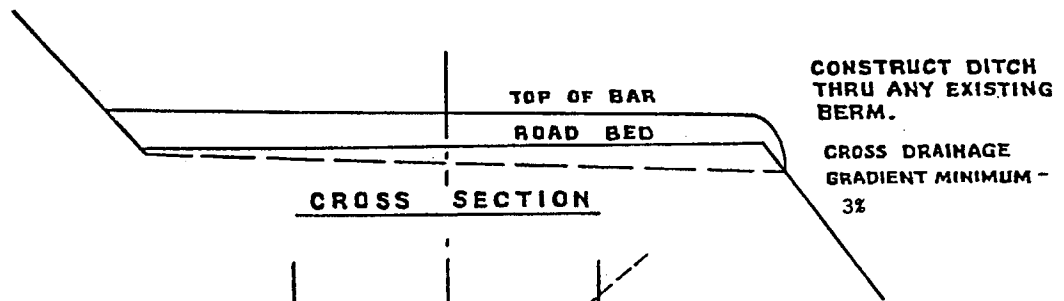 TOP OF BAR
ROAD BED
CROSS SECTION
CONSTRUCT DITCH
THRU ANY EXISTING
BERM.
CROSS DRAINAGE
GRADIENT MINIMUM -
3%